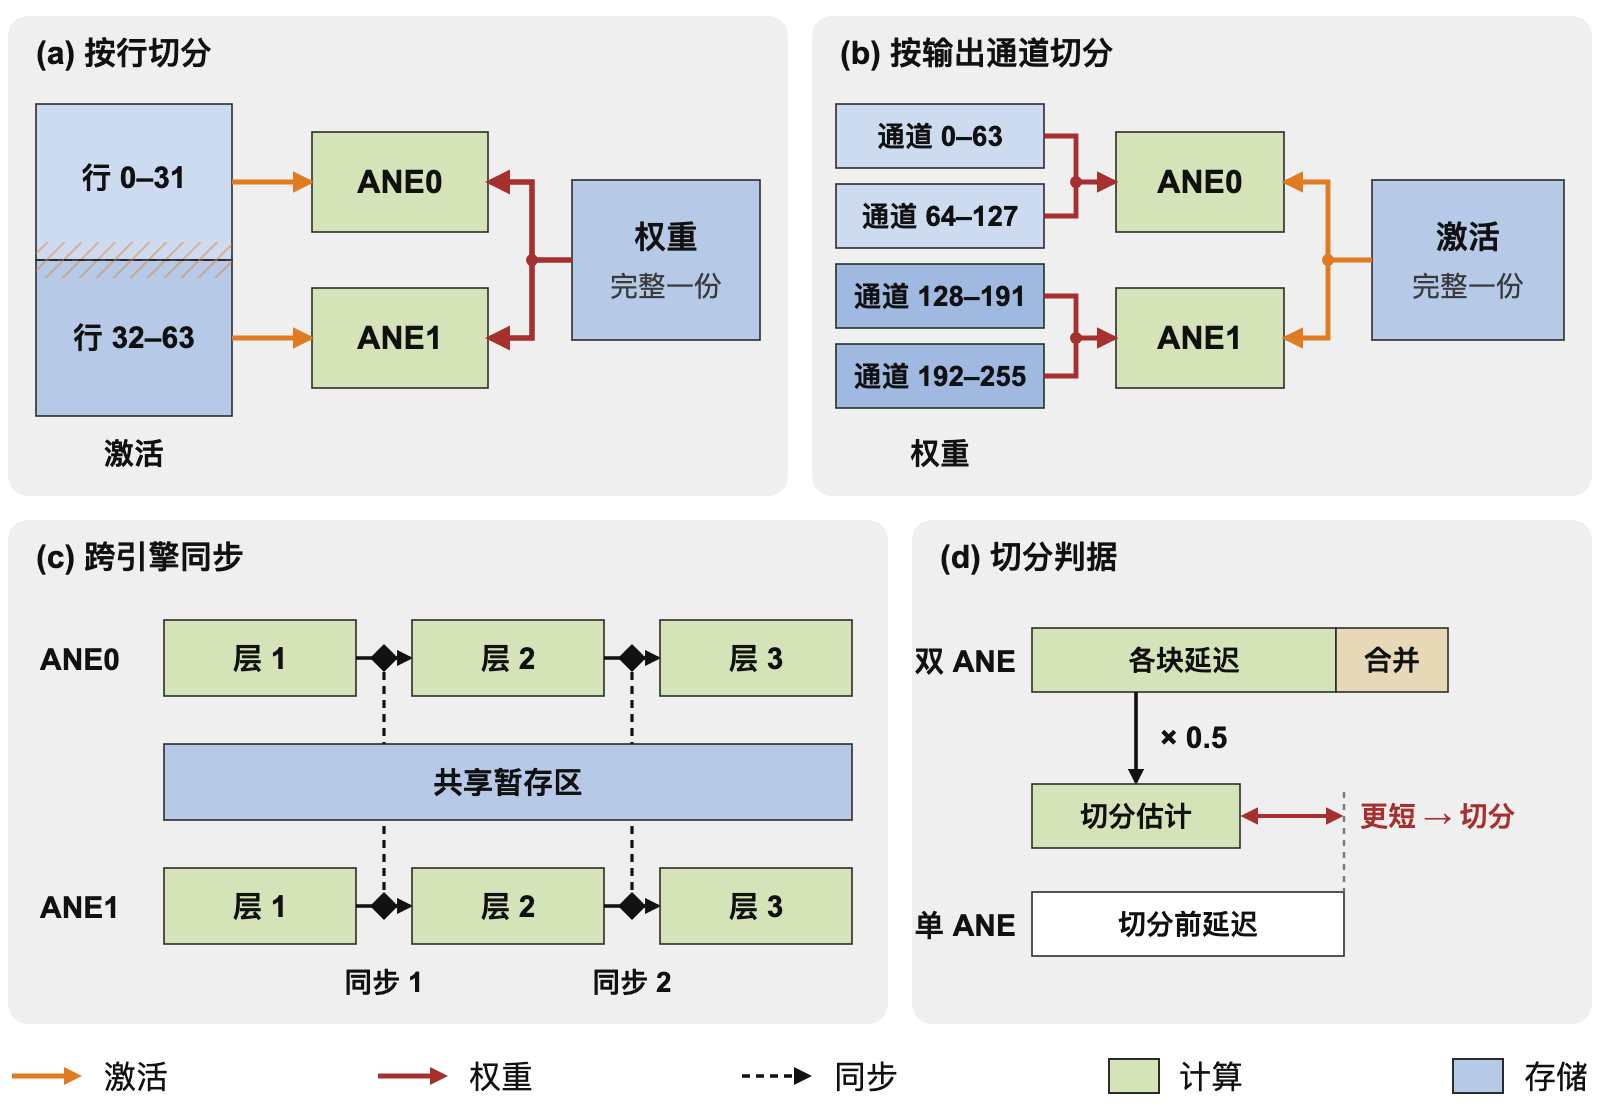 (a) 按行切分
行 0–31
行 32–63
激活
ANE0
ANE1
权重
完整一份
(b) 按输出通道切分
通道 0–63
通道 64–127
通道 128–191
通道 192–255
权重
ANE0
ANE1
激活
完整一份
(c) 跨引擎同步
ANE0
层 1
层 2
层 3
共享暂存区
ANE1
层 1
层 2
层 3
同步 1
同步 2
(d) 切分判据
双 ANE
各块延迟
合并
× 0.5
切分估计
更短 → 切分
单 ANE
切分前延迟
激活
权重
同步
计算
存储